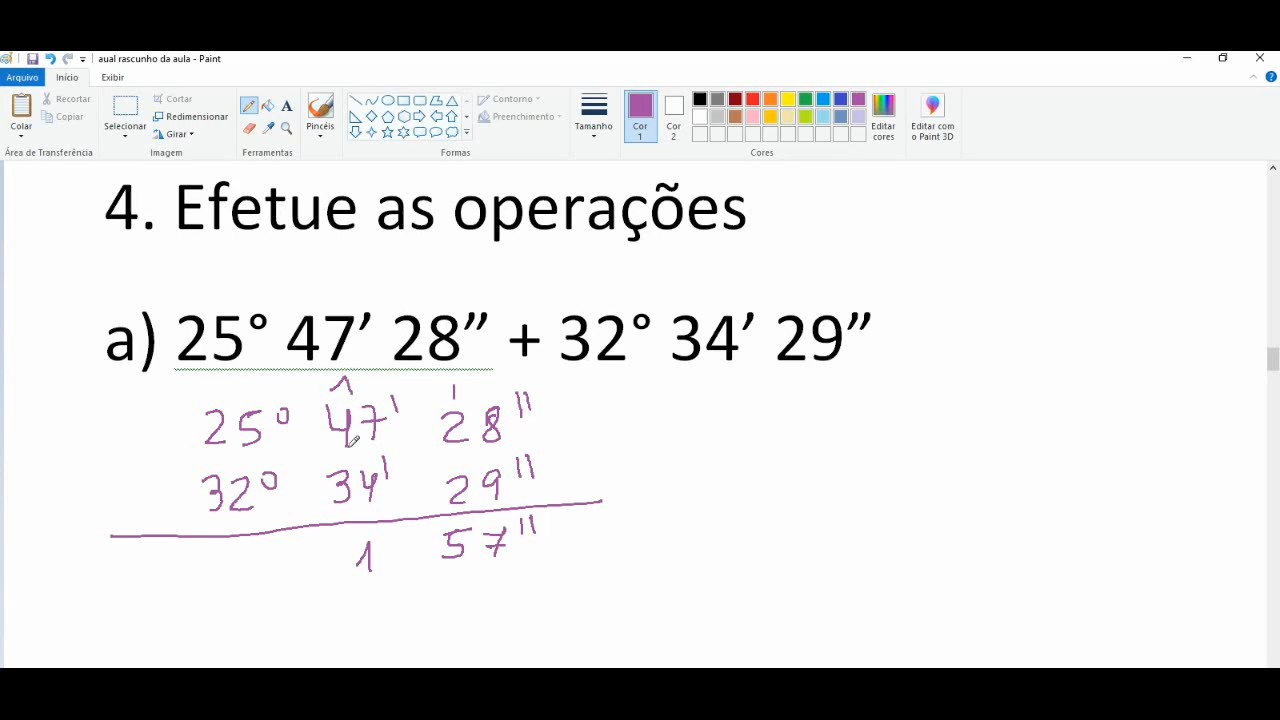 aual rascunho da aula - Paint
Arquivo Início Exibir
Colar Recortar Copiar Selecionar Cortar Redimensionar Girar A Pincéis Contorno Preenchimento Tamanho Cor 1 Cor 2 Editar cores Editar com o Paint 3D
Área de Transferência Imagem Ferramentas Formas Cores
4. Efetue as operações
a) 25° 47’ 28” + 32° 34’ 29”
1 1
25° 47' 28"
32° 34' 29"
1 57"